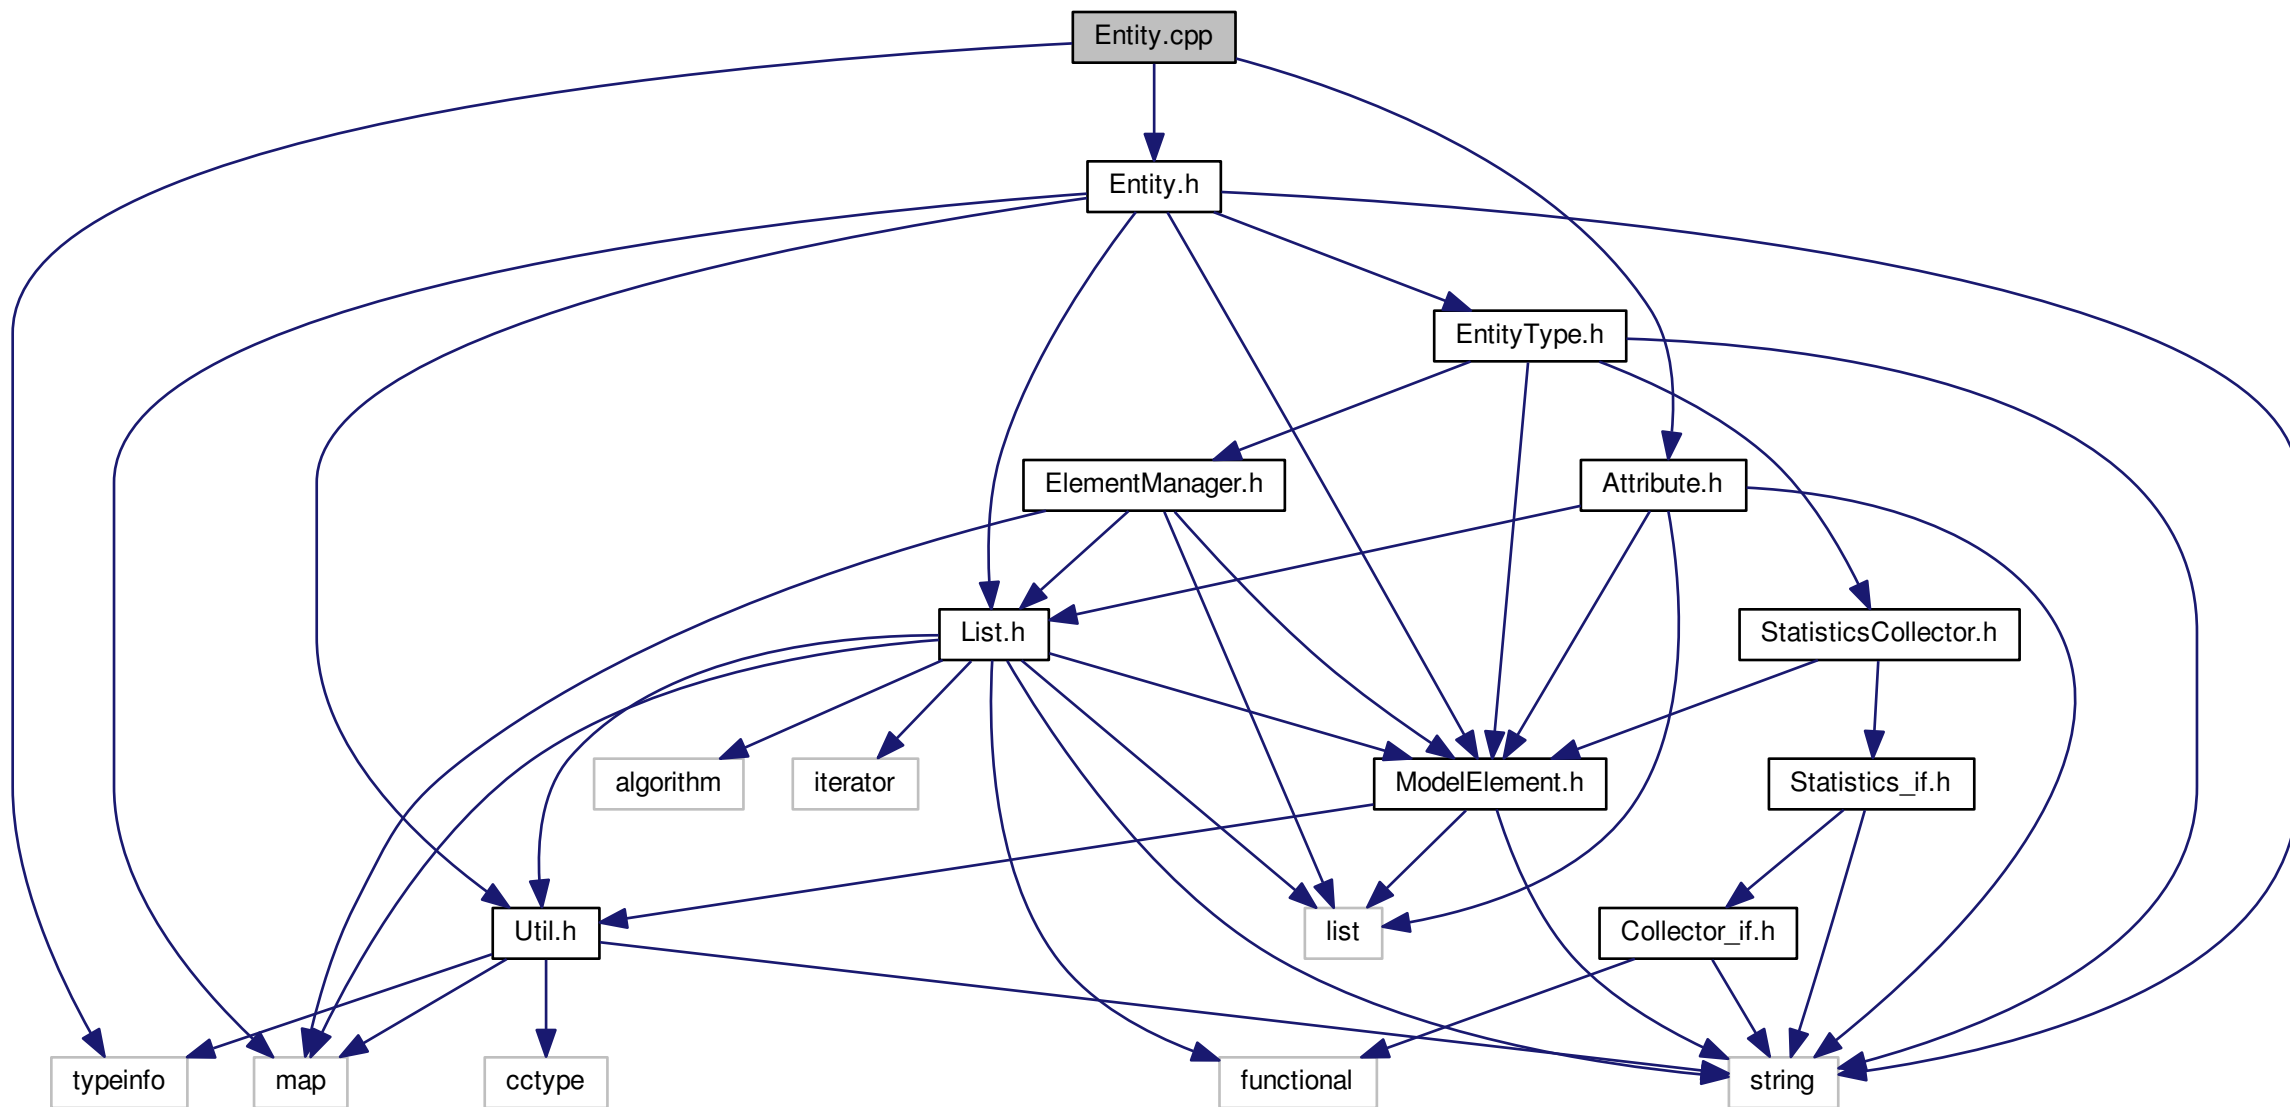 Entity.cpp
Entity.h
EntityType.h
ElementManager.h
Attribute.h
List.h
StatisticsCollector.h
algorithm
iterator
ModelElement.h
Statistics_if.h
Util.h
list
Collector_if.h
typeinfo
map
cctype
functional
string